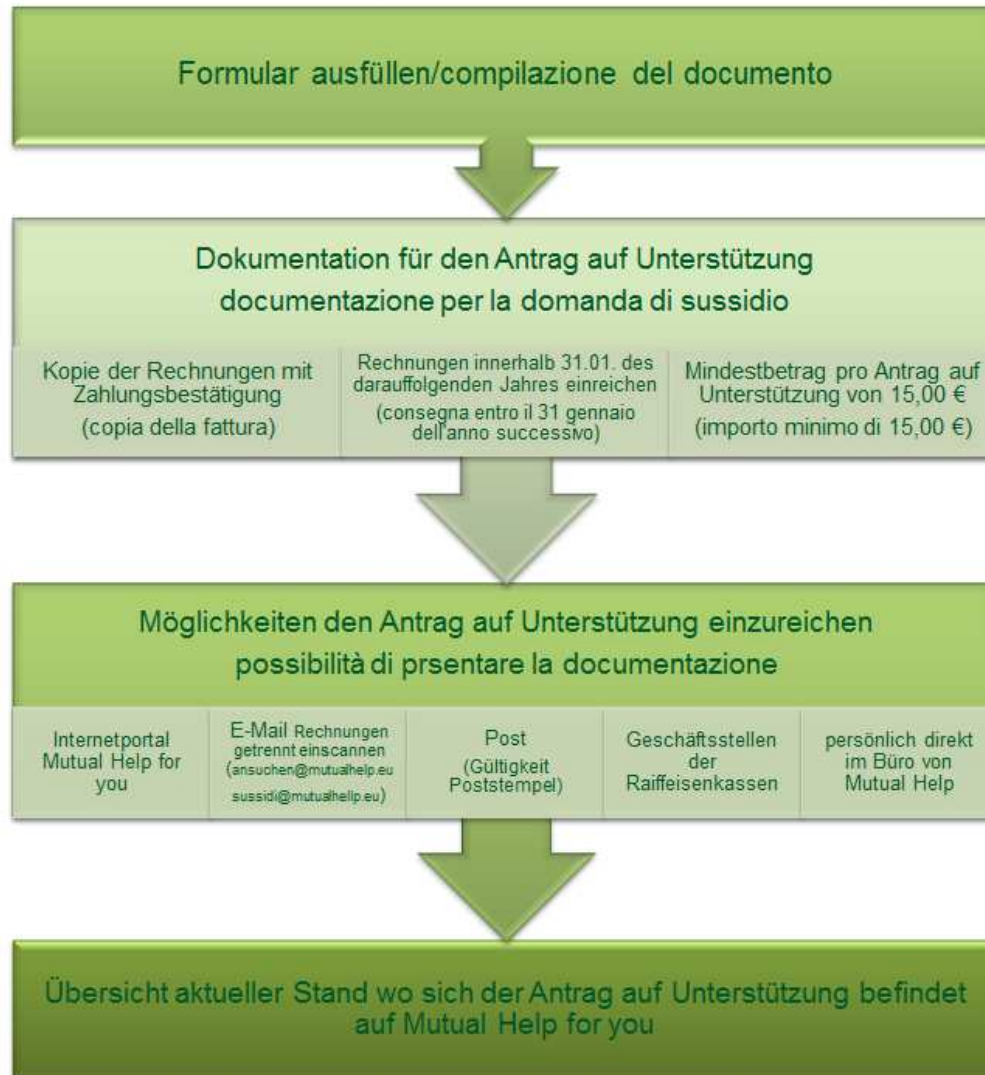 Formular ausfüllen/compilazione del documento
Dokumentation für den Antrag auf Unterstützung
documentazione per la domanda di sussidio
Kopie der Rechnungen mit
Zahlungsbestätigung
(copia della fattura)
Rechnungen innerhalb 31.01. des
darauffolgenden Jahres einreichen
(consegna entro il 31 gennaio
dell'anno successivo)
Mindestbetrag pro Antrag auf
Unterstützung von 15,00 €
(importo minimo di 15,00 €)
Möglichkeiten den Antrag auf Unterstützung einzureichen
possibilità di prsentare la documentazione
Internetportal
Mutual Help for
you
E-Mail Rechnungen
getrennt einscannen
(ansuchen@mutualhelp.eu
sussidi@mutualhellp.eu)
Post
(Gültigkeit
Poststempel)
Geschäftsstellen
der
Raiffeisenkassen
persönlich direkt
im Büro von
Mutual Help
Übersicht aktueller Stand wo sich der Antrag auf Unterstützung befindet
auf Mutual Help for you